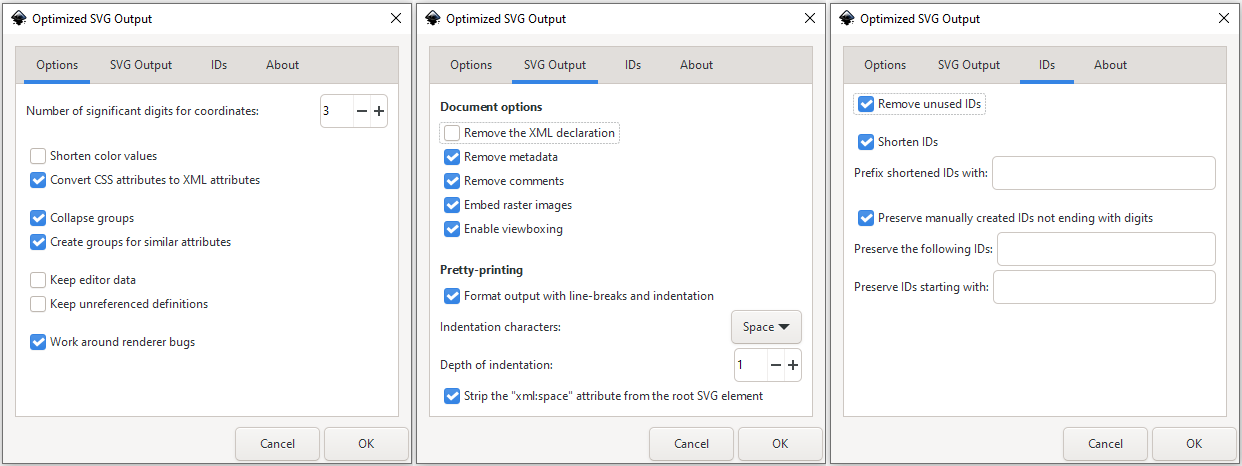 Optimized SVG Output
Options SVG Output IDs About
Number of significant digits for coordinates: 3
Shorten color values
Convert CSS attributes to XML attributes
Collapse groups
Create groups for similar attributes
Keep editor data
Keep unreferenced definitions
Work around renderer bugs
Cancel OK
Optimized SVG Output
Options SVG Output IDs About
Document options
Remove the XML declaration
Remove metadata
Remove comments
Embed raster images
Enable viewboxing
Pretty-printing
Format output with line-breaks and indentation
Indentation characters: Space
Depth of indentation: 1
Strip the "xml:space" attribute from the root SVG element
Cancel OK
Optimized SVG Output
Options SVG Output IDs About
Remove unused IDs
Shorten IDs
Prefix shortened IDs with:
Preserve manually created IDs not ending with digits
Preserve the following IDs:
Preserve IDs starting with:
Cancel OK